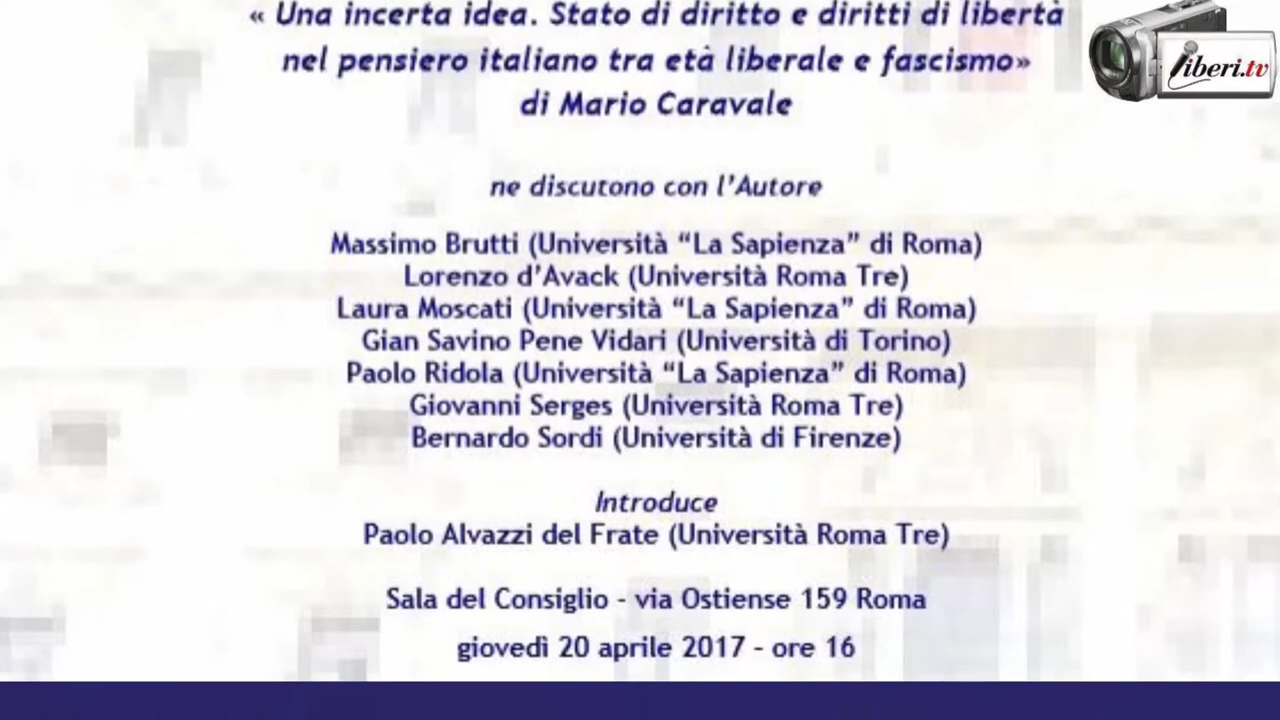 « Una incerta idea. Stato di diritto e diritti di libertà
nel pensiero italiano tra età liberale e fascismo»
di Mario Caravale
liberi.tv
ne discutono con l’Autore
Massimo Brutti (Università “La Sapienza” di Roma)
Lorenzo d’Avack (Università Roma Tre)
Laura Moscati (Università “La Sapienza” di Roma)
Gian Savino Pene Vidari (Università di Torino)
Paolo Ridola (Università “La Sapienza” di Roma)
Giovanni Serges (Università Roma Tre)
Bernardo Sordi (Università di Firenze)
Introduce
Paolo Alvazzi del Frate (Università Roma Tre)
Sala del Consiglio - via Ostiense 159 Roma
giovedì 20 aprile 2017 - ore 16